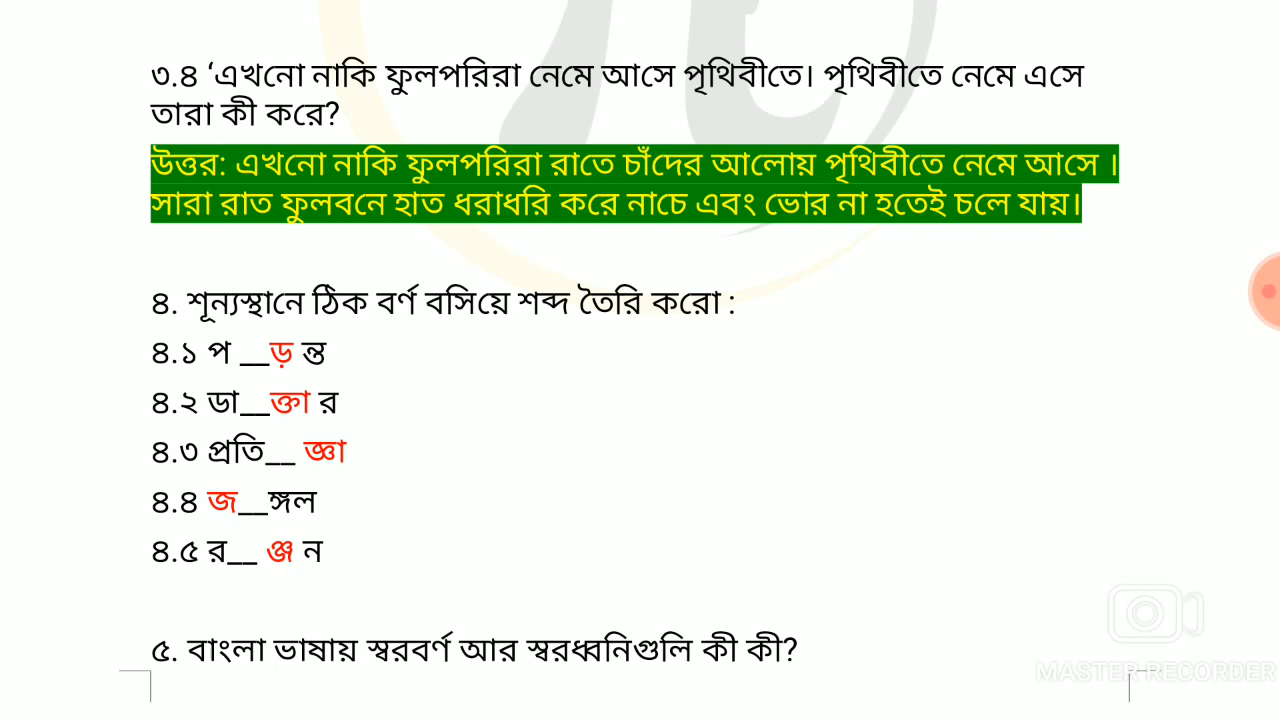 ৩.৪ ‘এখনো নাকি ফুলপরিরা নেমে আসে পৃথিবীতে। পৃথিবীতে নেমে এসে
তারা কী করে?
উত্তর: এখনো নাকি ফুলপরিরা রাতে চাঁদের আলোয় পৃথিবীতে নেমে আসে ।
সারা রাত ফুলবনে হাত ধরাধরি করে নাচে এবং ভোর না হতেই চলে যায়।
৪. শূন্যস্থানে ঠিক বর্ণ বসিয়ে শব্দ তৈরি করো :
৪.১ প __ড় ন্ত
৪.২ ডা__ক্তা র
৪.৩ প্রতি__ জ্ঞা
৪.৪ জ__ঙ্গল
৪.৫ র__ ঞ্জ ন
৫. বাংলা ভাষায় স্বরবর্ণ আর স্বরধ্বনিগুলি কী কী?
MASTER RECORDER